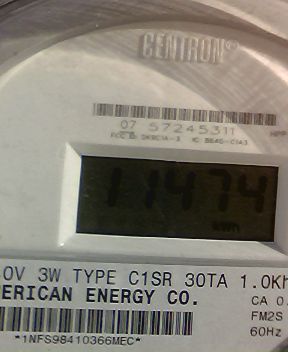 CENTRON®
07 57245311
11474
kWh
0V 3W TYPE C1SR 30TA 1.0Kh
ERICAN ENERGY CO.
CA 0.
FM2S
60Hz
*1NFS98410366MEC*